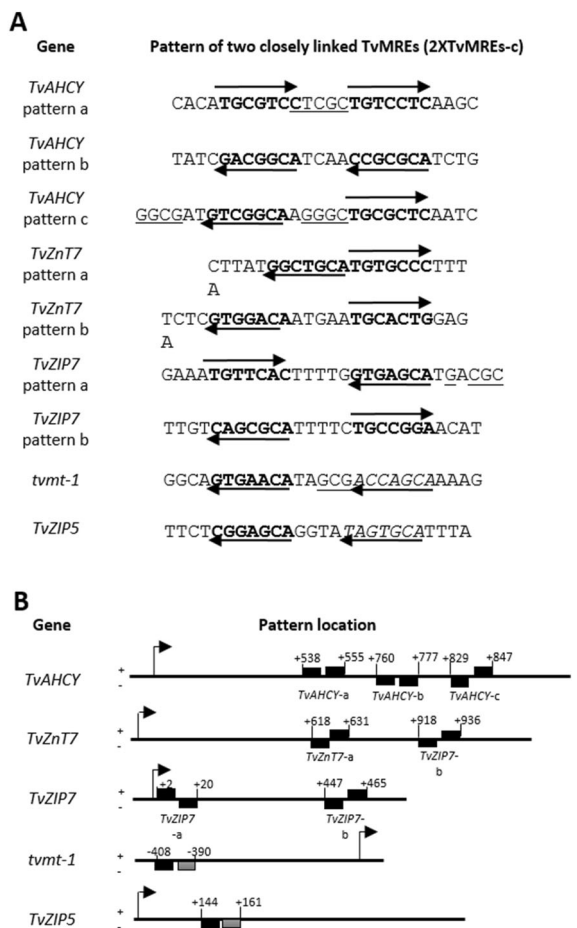 A
Gene Pattern of two closely linked TvMREs (2XTvMREs-c)
TvAHCY
pattern a
CACATGCGTCCTCGCTGTCCTCAAGC
TvAHCY
pattern b
TATCGACGGCATCAACCGCGCATCTG
TvAHCY
pattern c
GGCGATGTCGGCAAGGGCTGCGCTCAATC
TvZnT7
pattern a
CTTATGGCTGCATGTGCCCTTT
A
TvZnT7
pattern b
TCTCGTGGACAATGAATGCACTGGAG
A
TvZIP7
pattern a
GAAATGTTCACTTTTGGTGAGCATGACGC
TvZIP7
pattern b
TTGTCAGCGCATTTTCTGCCGGAACAT
tvmt-1
GGCAGTGAACATAGCGACCAGCAAAAG
TvZIP5
TTCTCGGAGCAGGTATAGTGCATTTA
B
Gene Pattern location
TvAHCY + - +538 +555 +760 +777 +829 +847
TvAHCY-a TvAHCY-b TvAHCY-c
TvZnT7 + - +618 +631 +918 +936
TvZnT7-a TvZIP7-
b
TvZIP7 + - +2 +20 +447 +465
TvZIP7 TvZIP7-
-a b
tvmt-1 + - -408 -390
TvZIP5 + - +144 +161